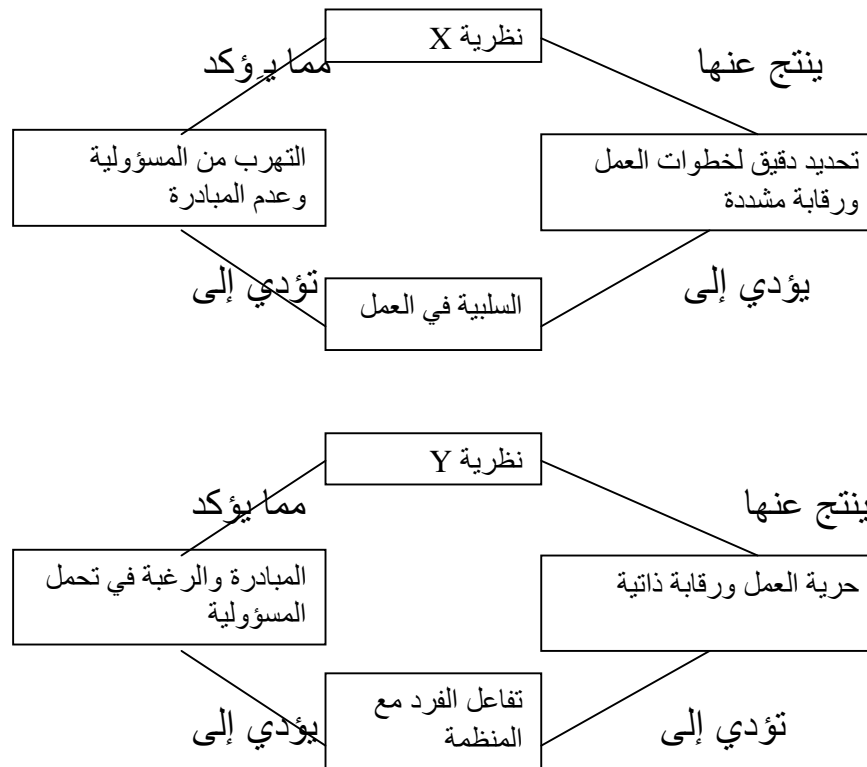 نظرية X
ينتج عنها
مما يؤكد
تحديد دقيق لخطوات العمل
ورقابة مشددة
التهرب من المسؤولية
وعدم المبادرة
يؤدي إلى
تؤدي إلى
السلبية في العمل
نظرية Y
ينتج عنها
مما يؤكد
حرية العمل ورقابة ذاتية
المبادرة والرغبة في تحمل
المسؤولية
تؤدي إلى
يؤدي إلى
تفاعل الفرد مع
المنظمة